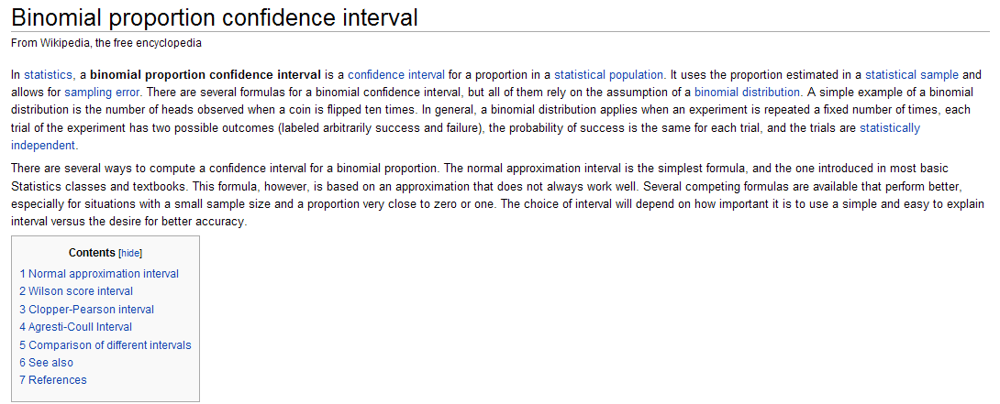 Binomial proportion confidence interval
From Wikipedia, the free encyclopedia
In statistics, a binomial proportion confidence interval is a confidence interval for a proportion in a statistical population. It uses the proportion estimated in a statistical sample and
allows for sampling error. There are several formulas for a binomial confidence interval, but all of them rely on the assumption of a binomial distribution. A simple example of a binomial
distribution is the number of heads observed when a coin is flipped ten times. In general, a binomial distribution applies when an experiment is repeated a fixed number of times, each
trial of the experiment has two possible outcomes (labeled arbitrarily success and failure), the probability of success is the same for each trial, and the trials are statistically
independent.
There are several ways to compute a confidence interval for a binomial proportion. The normal approximation interval is the simplest formula, and the one introduced in most basic
Statistics classes and textbooks. This formula, however, is based on an approximation that does not always work well. Several competing formulas are available that perform better,
especially for situations with a small sample size and a proportion very close to zero or one. The choice of interval will depend on how important it is to use a simple and easy to explain
interval versus the desire for better accuracy.
Contents [hide]
1 Normal approximation interval
2 Wilson score interval
3 Clopper-Pearson interval
4 Agresti-Coull Interval
5 Comparison of different intervals
6 See also
7 References